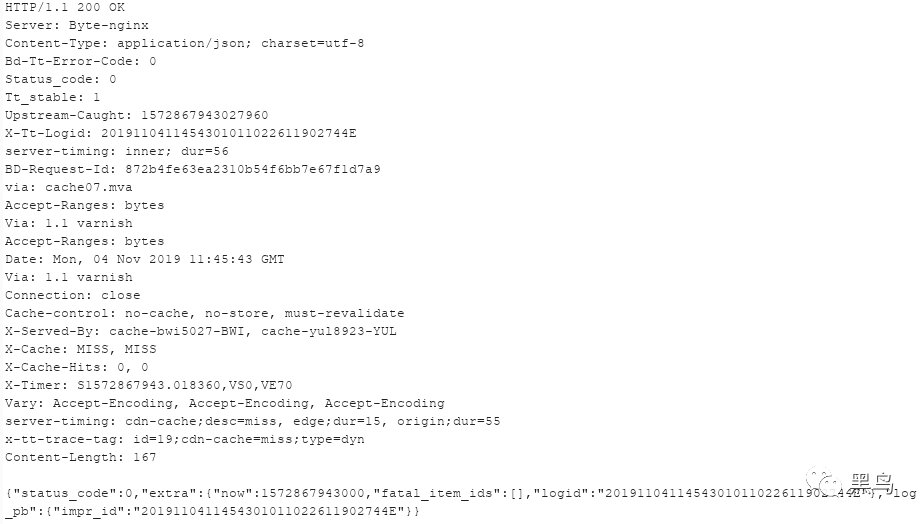 HTTP/1.1 200 OK
Server: Byte-nginx
Content-Type: application/json; charset=utf-8
Bd-Tt-Error-Code: 0
Status_code: 0
Tt_stable: 1
Upstream-Caught: 1572867943027960
X-Tt-Logid: 2019110411454301011022611902744E
server-timing: inner; dur=56
BD-Request-Id: 872b4fe63ea2310b54f6bb7e67f1d7a9
via: cache07.mva
Accept-Ranges: bytes
Via: 1.1 varnish
Accept-Ranges: bytes
Date: Mon, 04 Nov 2019 11:45:43 GMT
Via: 1.1 varnish
Connection: close
Cache-control: no-cache, no-store, must-revalidate
X-Served-By: cache-bwi5027-BWI, cache-yul8923-YUL
X-Cache: MISS, MISS
X-Cache-Hits: 0, 0
X-Timer: S1572867943.018360,VS0,VE70
Vary: Accept-Encoding, Accept-Encoding, Accept-Encoding
server-timing: cdn-cache;desc=miss, edge;dur=15, origin;dur=55
x-tt-trace-tag: id=19;cdn-cache=miss;type=dyn
Content-Length: 167
{"status_code":0,"extra":{"now":1572867943000,"fatal_item_ids":[],"logid":"2019110411454301011022611902744E"},"log
_pb":{"impr_id":"2019110411454301011022611902744E"}}
黑鸟